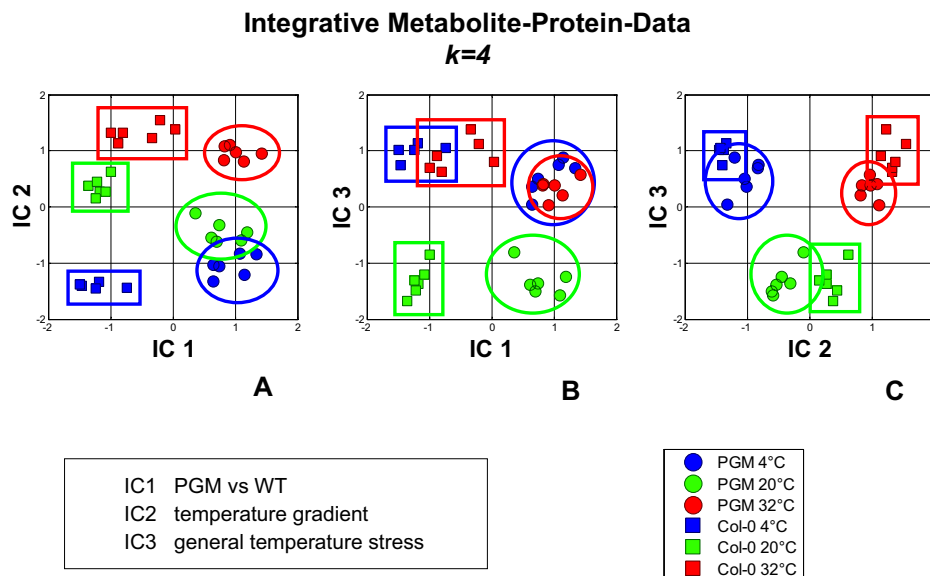 Integrative Metabolite-Protein-Data
k=4
2
1
0
-1
-2
-2
-1
0
1
2
IC 2
IC 1
A
2
1
0
-1
-2
-2
-1
0
1
2
IC 3
IC 1
B
2
1
0
-1
-2
-2
-1
0
1
2
IC 3
IC 2
C
IC1 PGM vs WT
IC2 temperature gradient
IC3 general temperature stress
PGM 4°C
PGM 20°C
PGM 32°C
Col-0 4°C
Col-0 20°C
Col-0 32°C